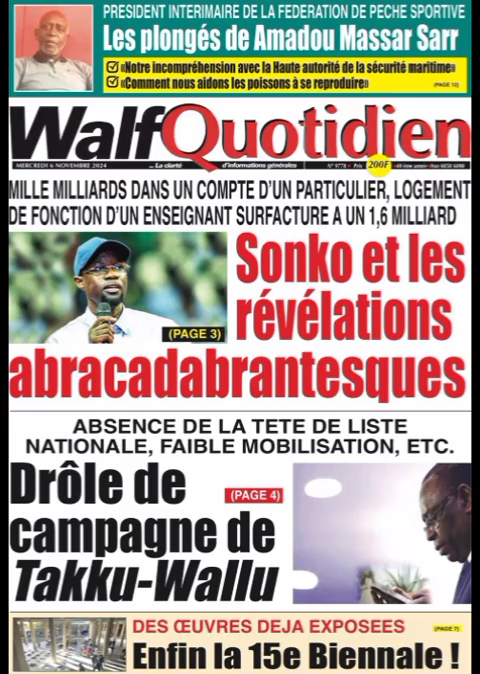 PRESIDENT INTERIMAIRE DE LA FEDERATION DE PECHE SPORTIVE
Les plongés de Amadou Massar Sarr
«Notre incompréhension avec la Haute autorité de la sécurité maritime»
«Comment nous aidons les poissons à se reproduire»
(PAGE 12)
WalfQuotidien
MERCREDI 6 NOVEMBRE 2024
... La clarté
d'informations générales
N° 9778 • Prix
200F
MILLE MILLIARDS DANS UN COMPTE D'UN PARTICULIER, LOGEMENT
DE FONCTION D'UN ENSEIGNANT SURFACTURE A UN 1,6 MILLIARD
Sonko et les
révélations
(PAGE 3)
abracadabrantesques
ABSENCE DE LA TETE DE LISTE
NATIONALE, FAIBLE MOBILISATION, ETC.
Drôle de
(PAGE 4)
campagne de
Takku-Wallu
DES ŒUVRES DEJA EXPOSEES
(PAGE 7)
Enfin la 15e Biennale !